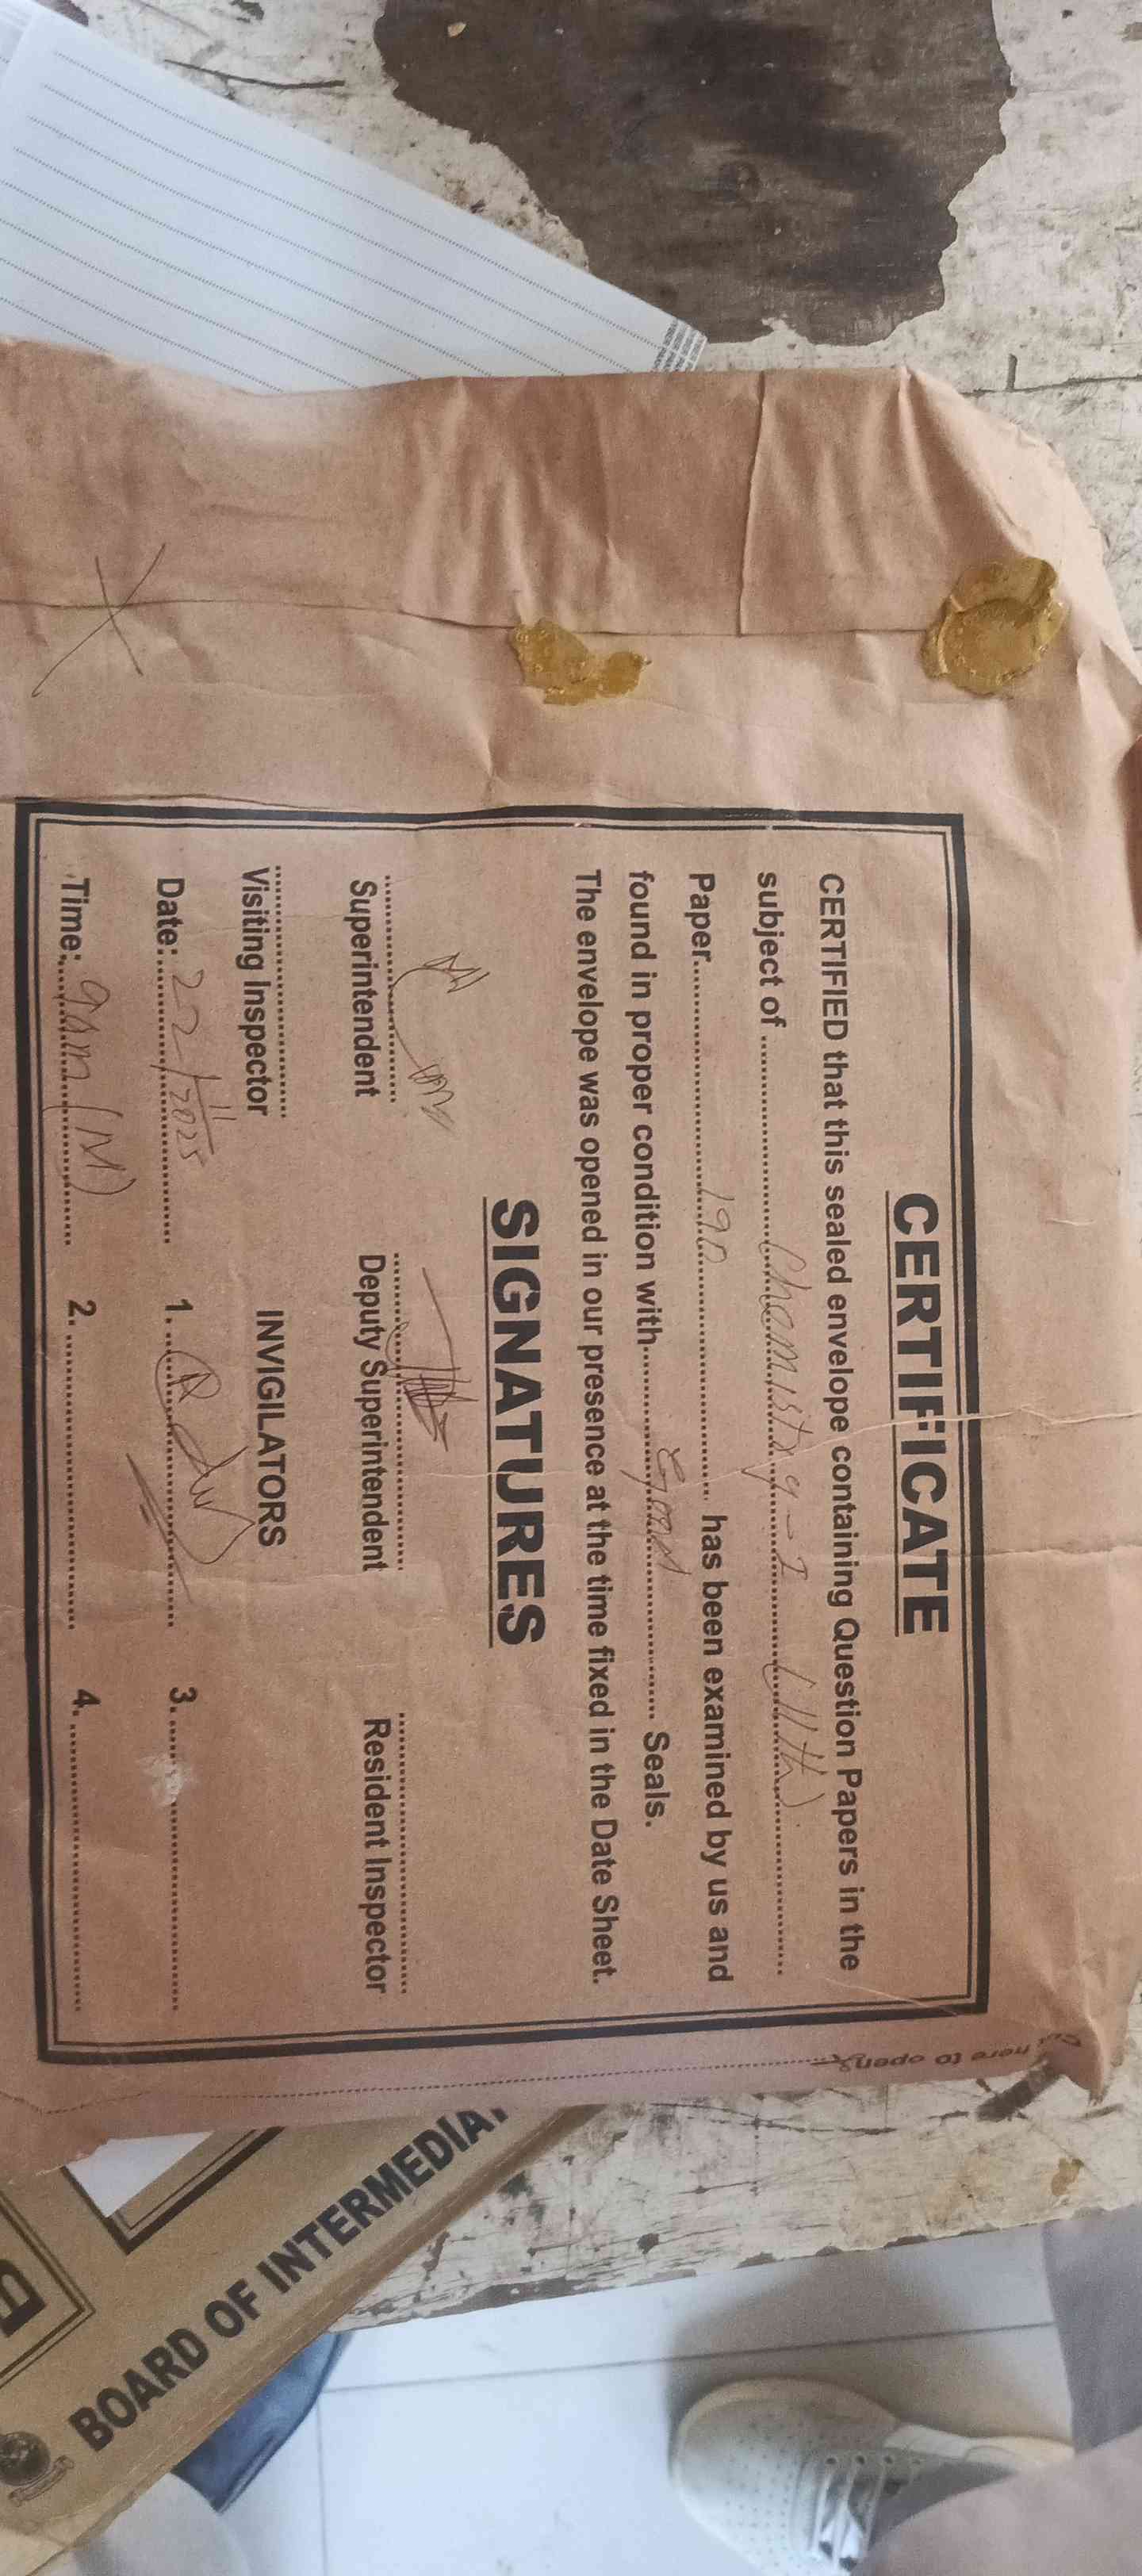 CERTIFICATE
CERTIFIED that this sealed envelope containing Question Papers in the
subject of Chemistry-I (11th)
Paper has been examined by us and
found in proper condition with Good Seals.
The envelope was opened in our presence at the time fixed in the Date Sheet.
SIGNATURES
Superintendent Deputy Superintendent Resident Inspector
Visiting Inspector INVIGILATORS
Date: 22/11/2025 1. 3.
Time: 9am (M) 2. 4.
Cut here to open
BOARD OF INTERMEDIA